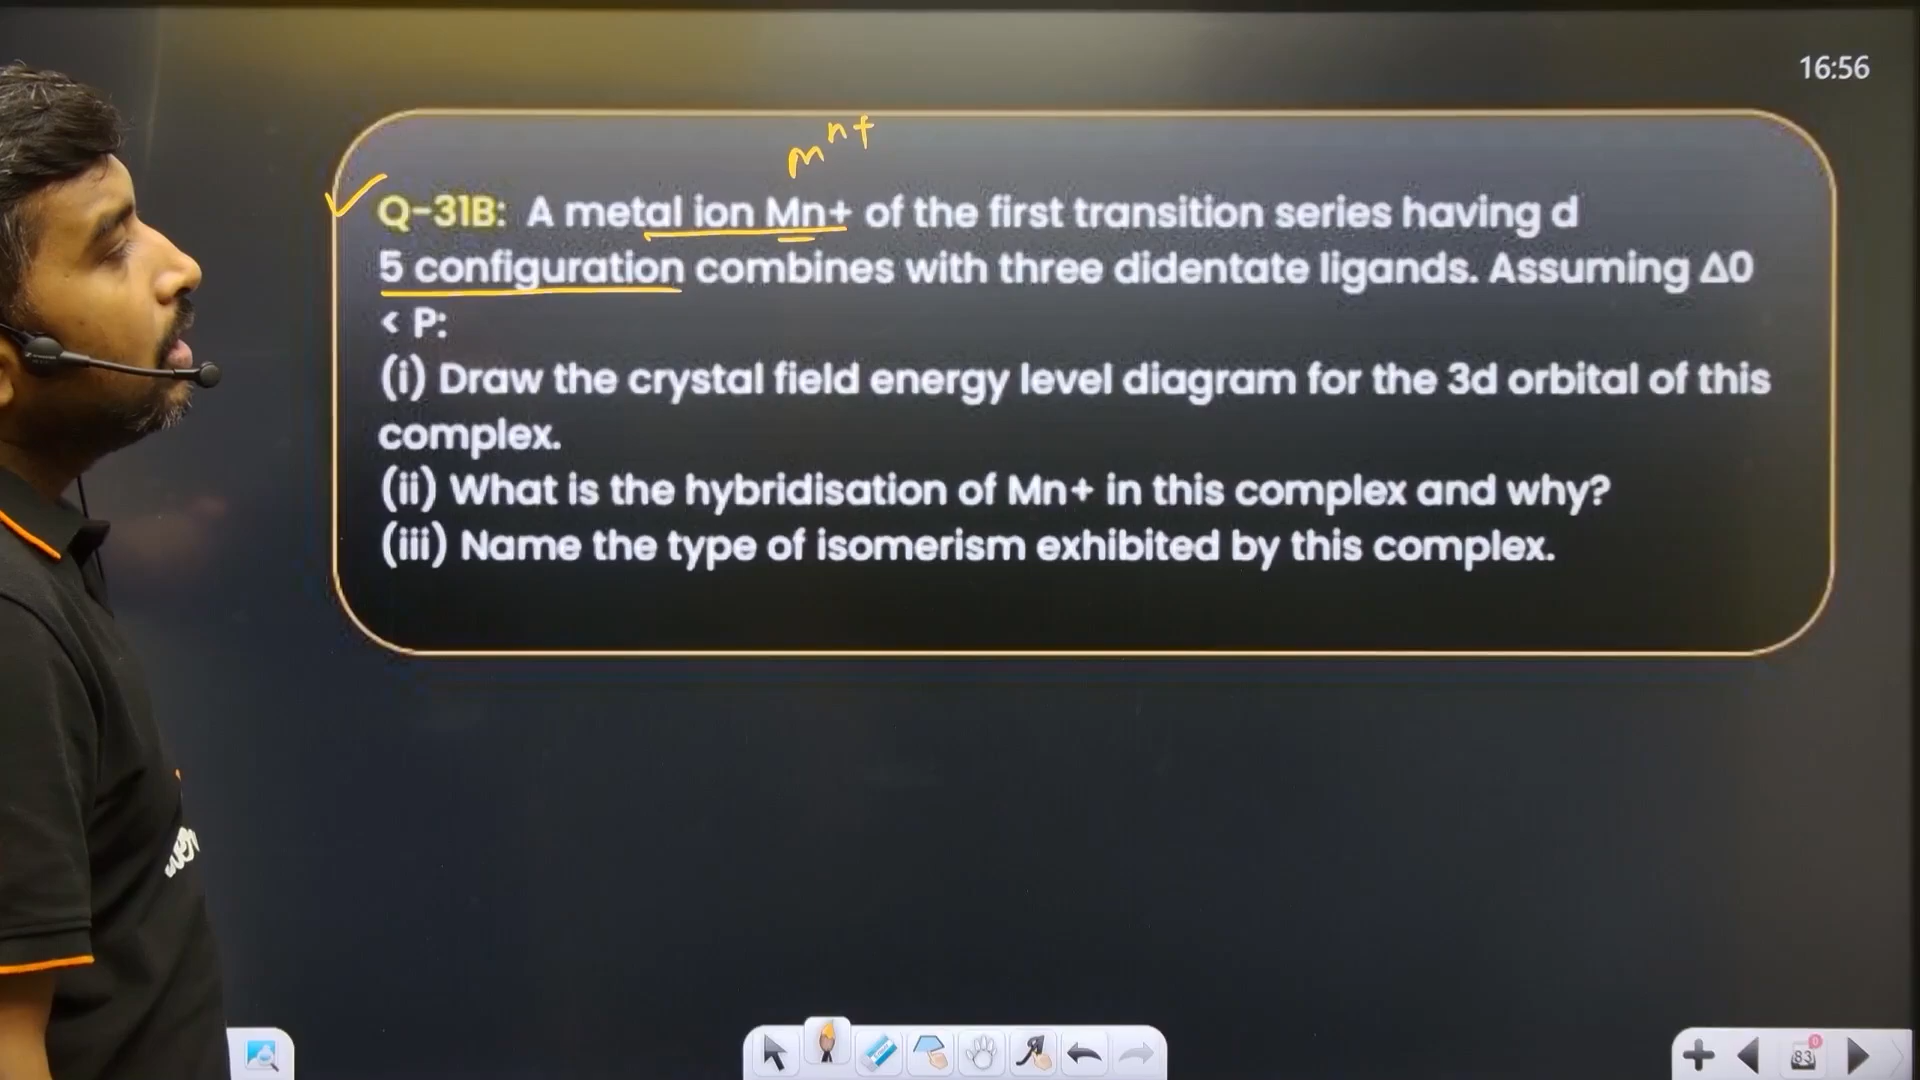 16:56
m^n+
Q-31B: A metal ion Mn+ of the first transition series having d
5 configuration combines with three didentate ligands. Assuming Δ0
< P:
(i) Draw the crystal field energy level diagram for the 3d orbital of this
complex.
(ii) What is the hybridisation of Mn+ in this complex and why?
(iii) Name the type of isomerism exhibited by this complex.
83
0